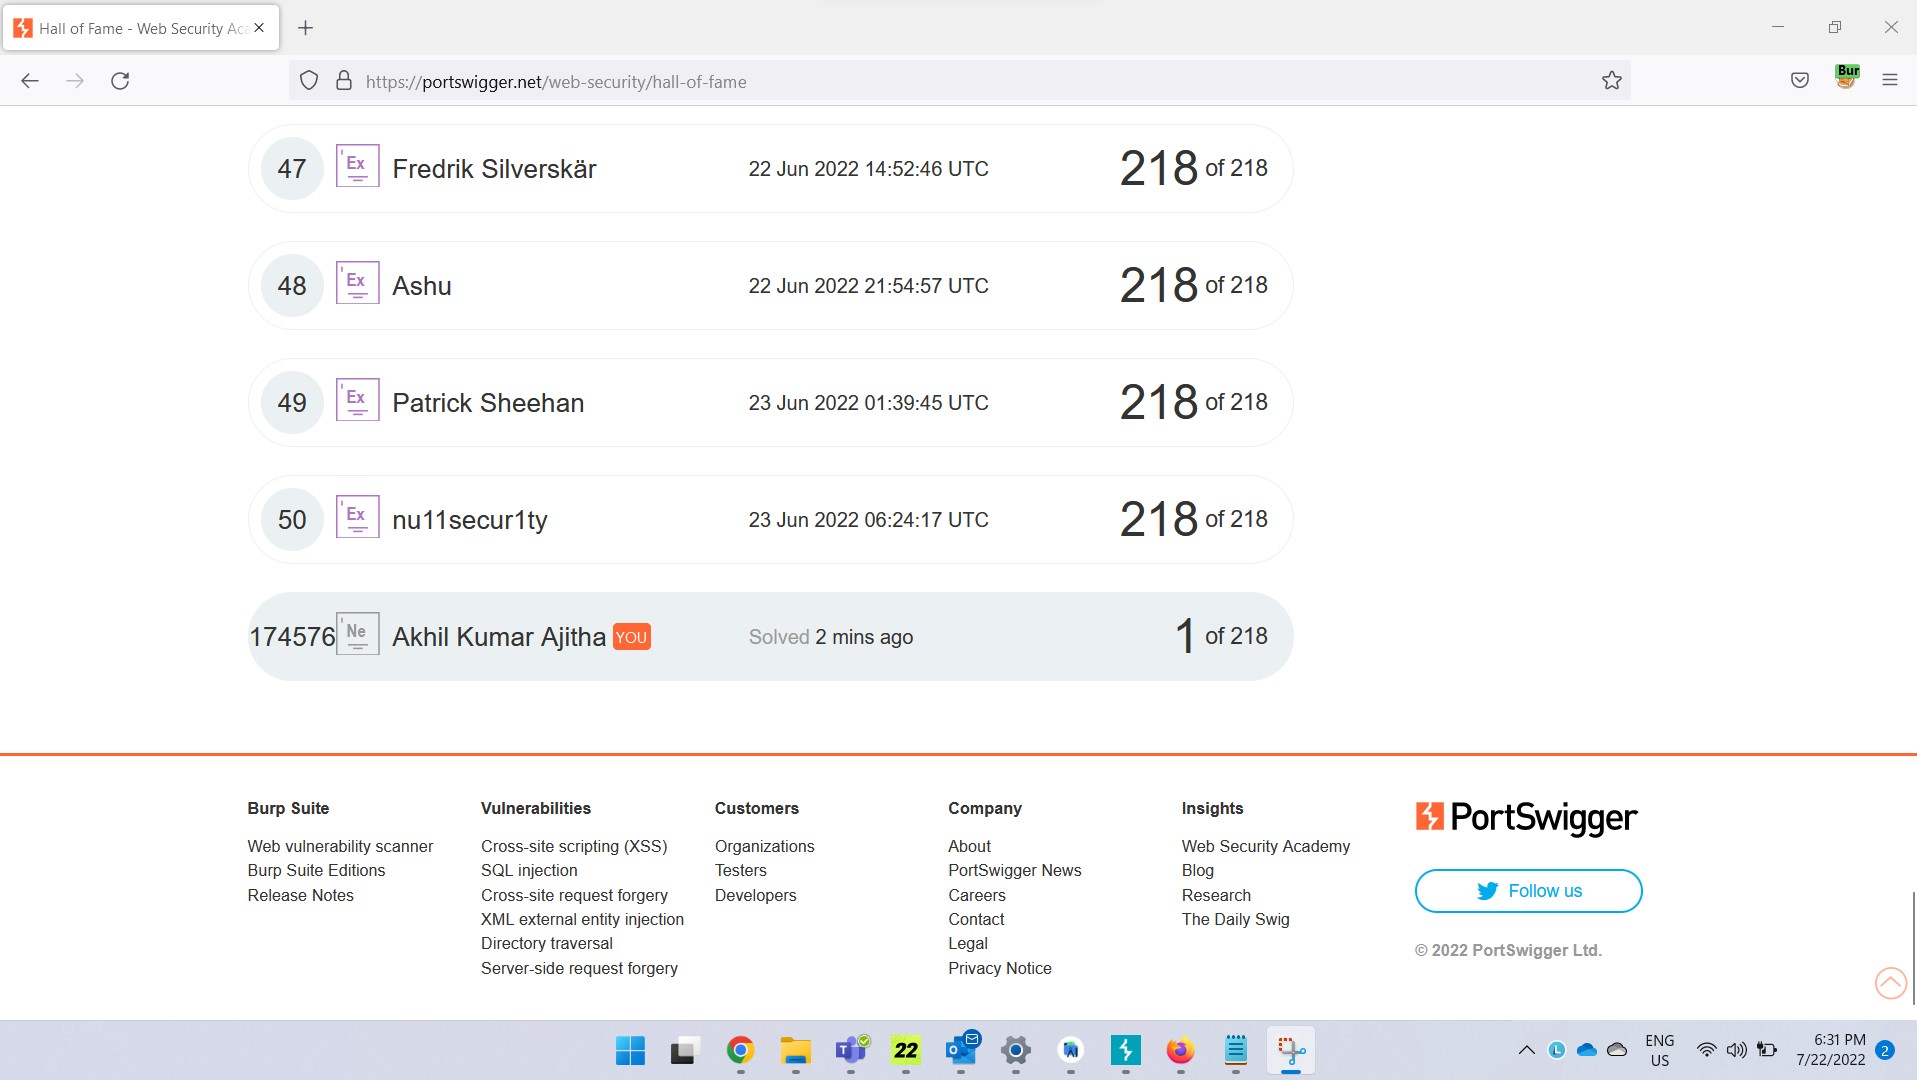 Hall of Fame - Web Security Aca
https://portswigger.net/web-security/hall-of-fame
Bur
47 Ex Fredrik Silverskär 22 Jun 2022 14:52:46 UTC 218 of 218
48 Ex Ashu 22 Jun 2022 21:54:57 UTC 218 of 218
49 Ex Patrick Sheehan 23 Jun 2022 01:39:45 UTC 218 of 218
50 Ex nu11secur1ty 23 Jun 2022 06:24:17 UTC 218 of 218
174576 Ne Akhil Kumar Ajitha YOU Solved 2 mins ago 1 of 218
Burp Suite
Web vulnerability scanner
Burp Suite Editions
Release Notes
Vulnerabilities
Cross-site scripting (XSS)
SQL injection
Cross-site request forgery
XML external entity injection
Directory traversal
Server-side request forgery
Customers
Organizations
Testers
Developers
Company
About
PortSwigger News
Careers
Contact
Legal
Privacy Notice
Insights
Web Security Academy
Blog
Research
The Daily Swig
PortSwigger
Follow us
© 2022 PortSwigger Ltd.
22
ENG
US
6:31 PM
7/22/2022
2